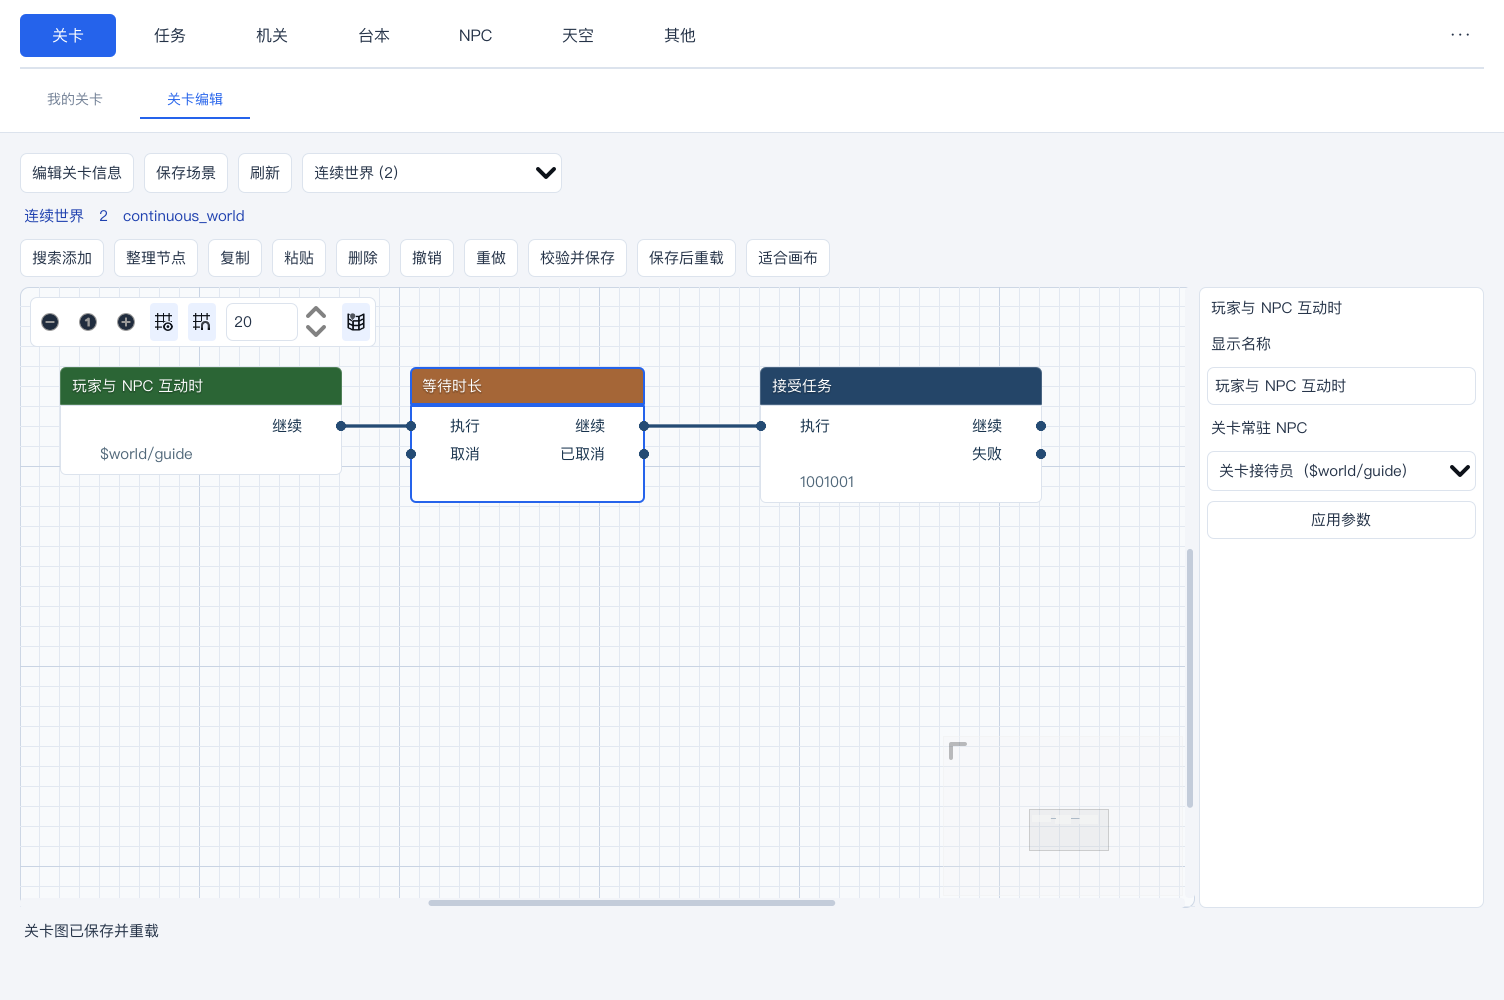 关卡 任务 机关 台本 NPC 天空 其他 ···
我的关卡 关卡编辑
编辑关卡信息 保存场景 刷新 连续世界 (2)
连续世界 2 continuous_world
搜索添加 整理节点 复制 粘贴 删除 撤销 重做 校验并保存 保存后重载 适合画布
1 20
玩家与 NPC 互动时
继续
$world/guide
等待时长
执行 继续
取消 已取消
接受任务
执行 继续
失败
1001001
玩家与 NPC 互动时
显示名称
玩家与 NPC 互动时
关卡常驻 NPC
关卡接待员（$world/guide）
应用参数
关卡图已保存并重载